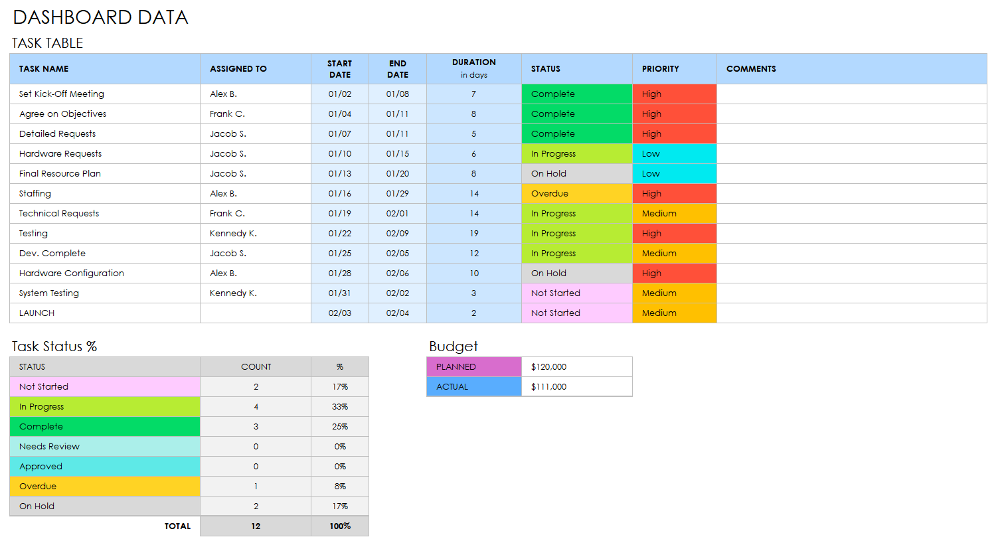 DASHBOARD DATA
TASK TABLE
TASK NAME ASSIGNED TO START DATE END DATE DURATION in days STATUS PRIORITY COMMENTS
Set Kick-Off Meeting Alex B. 01/02 01/08 7 Complete High
Agree on Objectives Frank C. 01/04 01/11 8 Complete High
Detailed Requests Jacob S. 01/07 01/11 5 Complete High
Hardware Requests Jacob S. 01/10 01/15 6 In Progress Low
Final Resource Plan Jacob S. 01/13 01/20 8 On Hold Low
Staffing Alex B. 01/16 01/29 14 Overdue High
Technical Requests Frank C. 01/19 02/01 14 In Progress Medium
Testing Kennedy K. 01/22 02/09 19 In Progress High
Dev. Complete Jacob S. 01/25 02/05 12 In Progress Medium
Hardware Configuration Alex B. 01/28 02/06 10 On Hold High
System Testing Kennedy K. 01/31 02/02 3 Not Started Medium
LAUNCH 02/03 02/04 2 Not Started Medium
Task Status %
STATUS COUNT %
Not Started 2 17%
In Progress 4 33%
Complete 3 25%
Needs Review 0 0%
Approved 0 0%
Overdue 1 8%
On Hold 2 17%
TOTAL 12 100%
Budget
PLANNED $120,000
ACTUAL $111,000